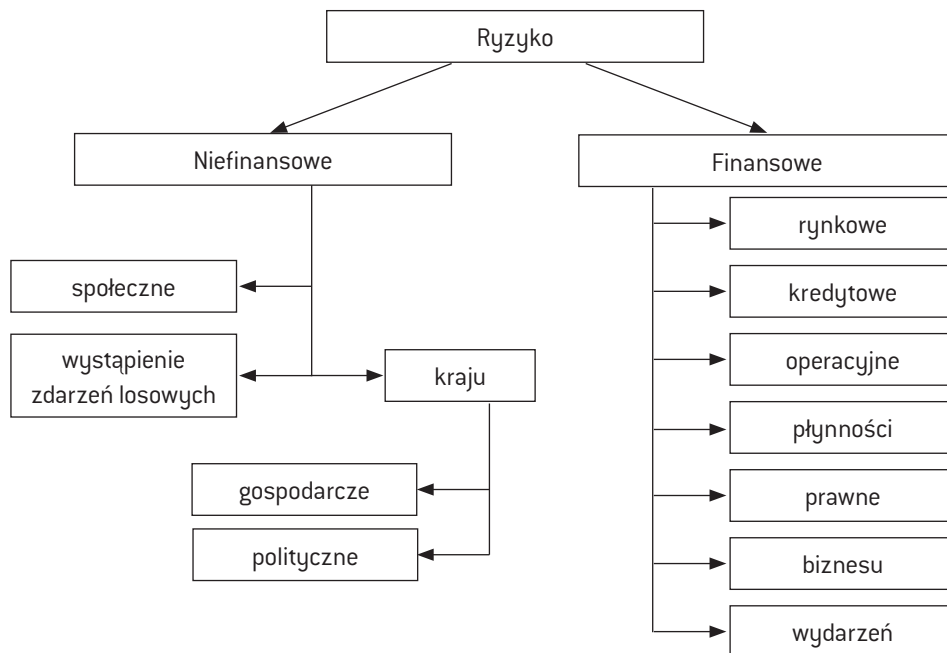 Ryzyko
Niefinansowe
Finansowe
społeczne
wystąpienie
zdarzeń losowych
kraju
gospodarcze
polityczne
rynkowe
kredytowe
operacyjne
płynności
prawne
biznesu
wydarzeń